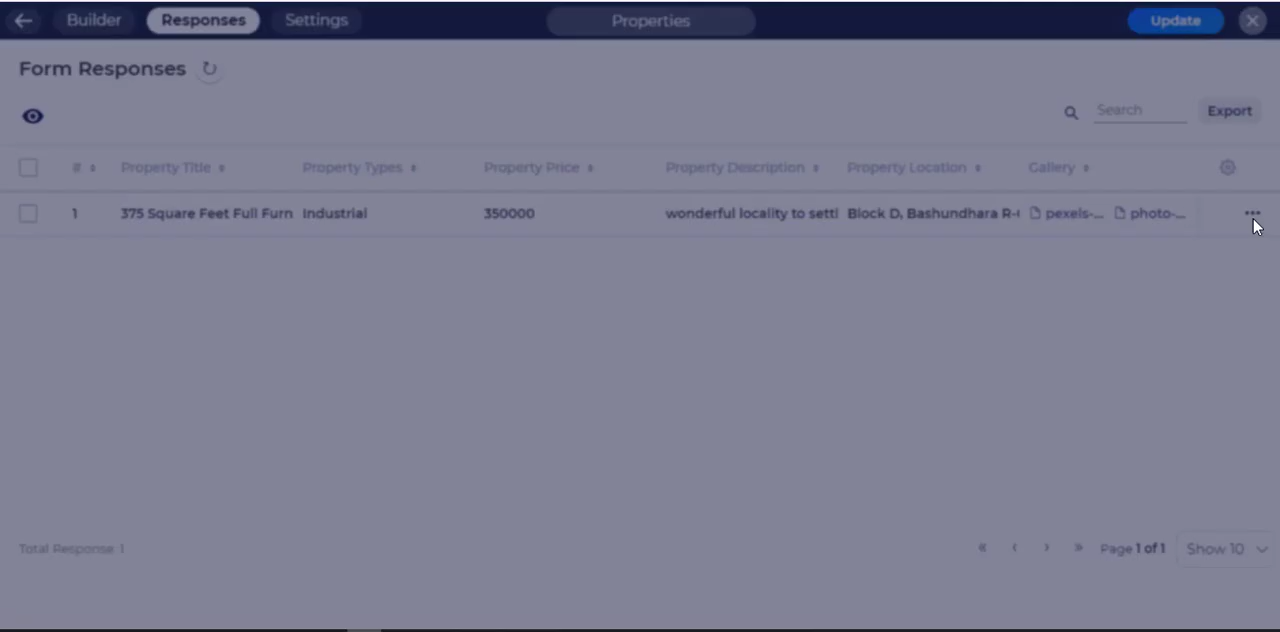 Builder Responses Settings Properties Update
Form Responses
Search Export
# Property Title Property Types Property Price Property Description Property Location Gallery
1 375 Square Feet Full Furn Industrial 350000 wonderful locality to settl Block D, Bashundhara R- pexels-... photo-...
Total Response: 1 Page 1 of 1 Show 10